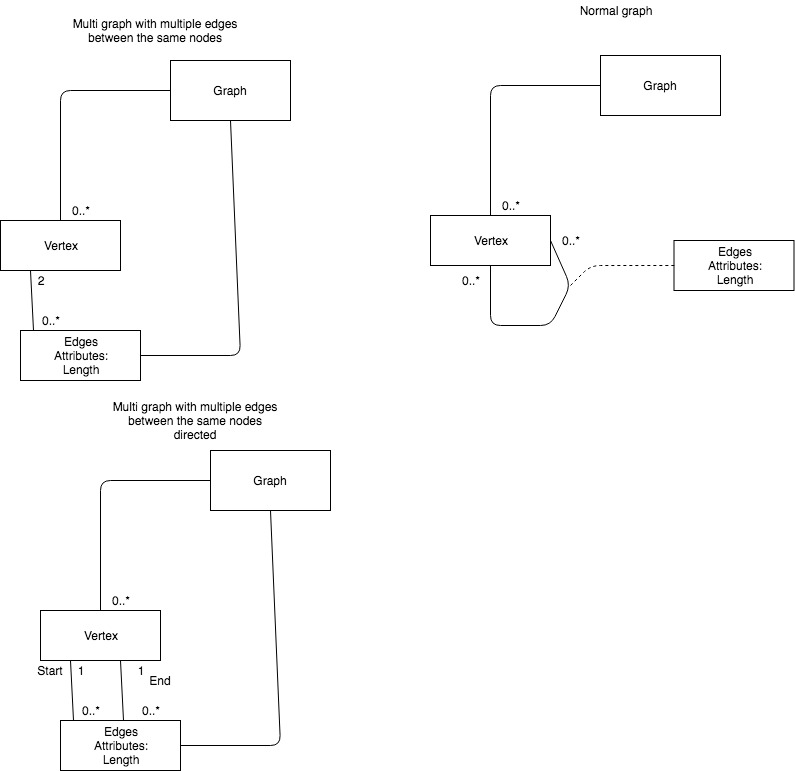 Multi graph with multiple edges
between the same nodes
Graph
0..*
Vertex
2
0..*
Edges
Attributes:
Length
Normal graph
Graph
0..*
Vertex
0..*
0..*
Edges
Attributes:
Length
Multi graph with multiple edges
between the same nodes
directed
Graph
0..*
Vertex
Start 1
1
End
0..*
0..*
Edges
Attributes:
Length